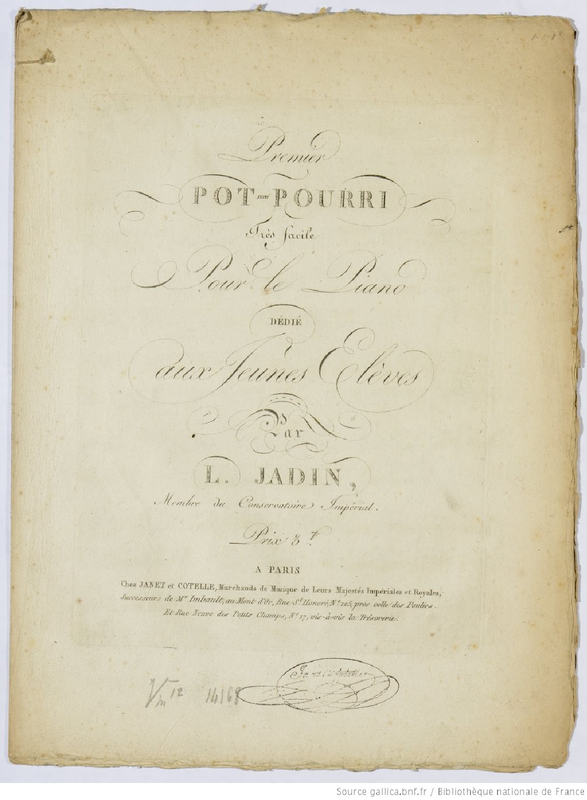 Premier
POT-POURRI
Très facile
Pour le Piano
DÉDIÉ
aux Jeunes Elèves
Par
L. JADIN,
Membre du Conservatoire Impérial.
Prix
A PARIS
Chez JANET et COTELLE, Marchands de Musique de Leurs Majestés Impériales et Royales,
Successeurs de Mr. Imbault, au Mont d'Or, Rue St. Honoré, No. 125, près celle des Poulies.
Et Rue Neuve des Petits Champs, No. 17, vis-à-vis la Trésorerie.
Vm 12 14168
Source gallica.bnf.fr / Bibliothèque nationale de France